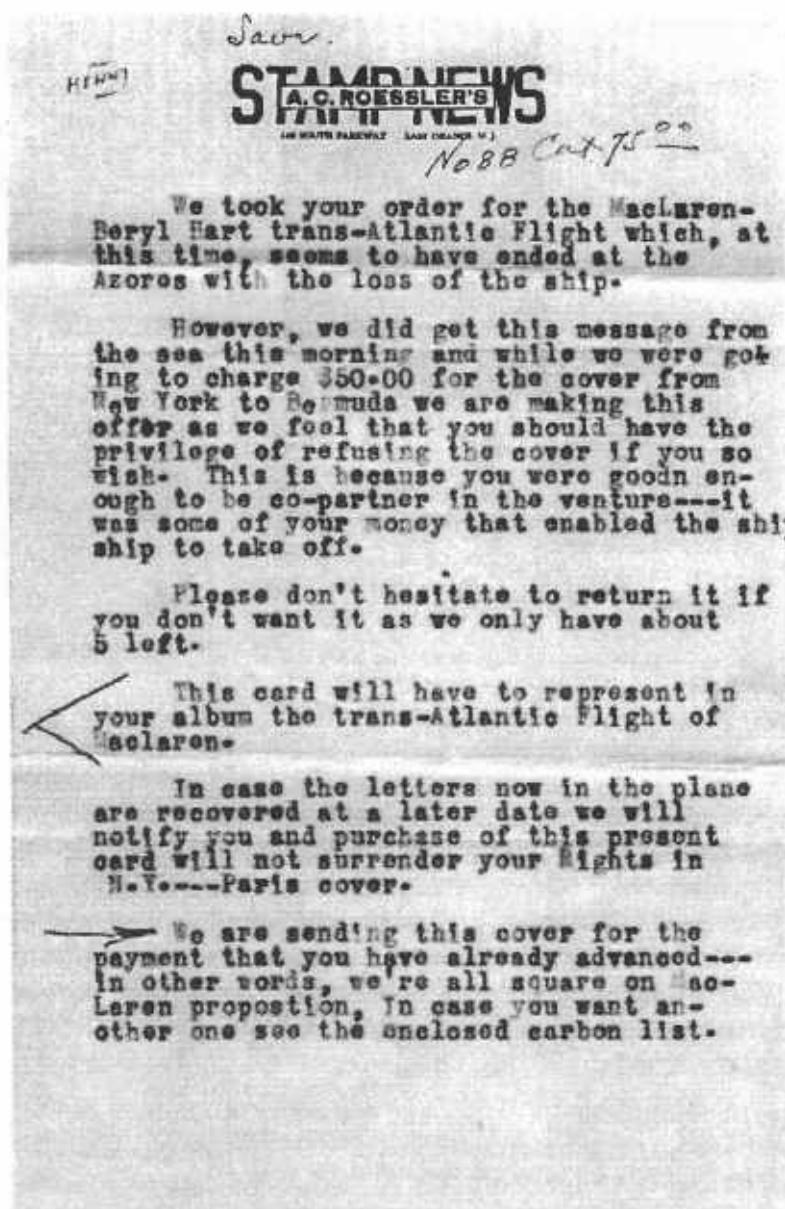 Save.
HENNY
STAMP NEWS
A.C. ROESSLER'S
SOUTH PARKWAY EAST ORANGE N.J.
No 88 Cat 75 00
We took your order for the MacLaren-
Beryl Hart trans-Atlantic Flight which, at
this time, seems to have ended at the
Azores with the loss of the ship.
However, we did get this message from
the sea this morning and while we were go-
ing to charge $50.00 for the cover from
New York to Bermuda we are making this
offer as we feel that you should have the
privilege of refusing the cover if you so
wish. This is because you were goodn en-
ough to be co-partner in the venture---it
was some of your money that enabled the shi
ship to take off.
Please don't hesitate to return it if
you don't want it as we only have about
5 left.
This card will have to represent in
your album the trans-Atlantic Flight of
Maclaren.
In case the letters now in the plane
are recovered at a later date we will
notify you and purchase of this present
card will not surrender your Rights in
N.Y.---Paris cover.
We are sending this cover for the
payment that you have already advanced---
in other words, we're all square on Mac-
Laren propostion, In case you want an-
other one see the enclosed carbon list.